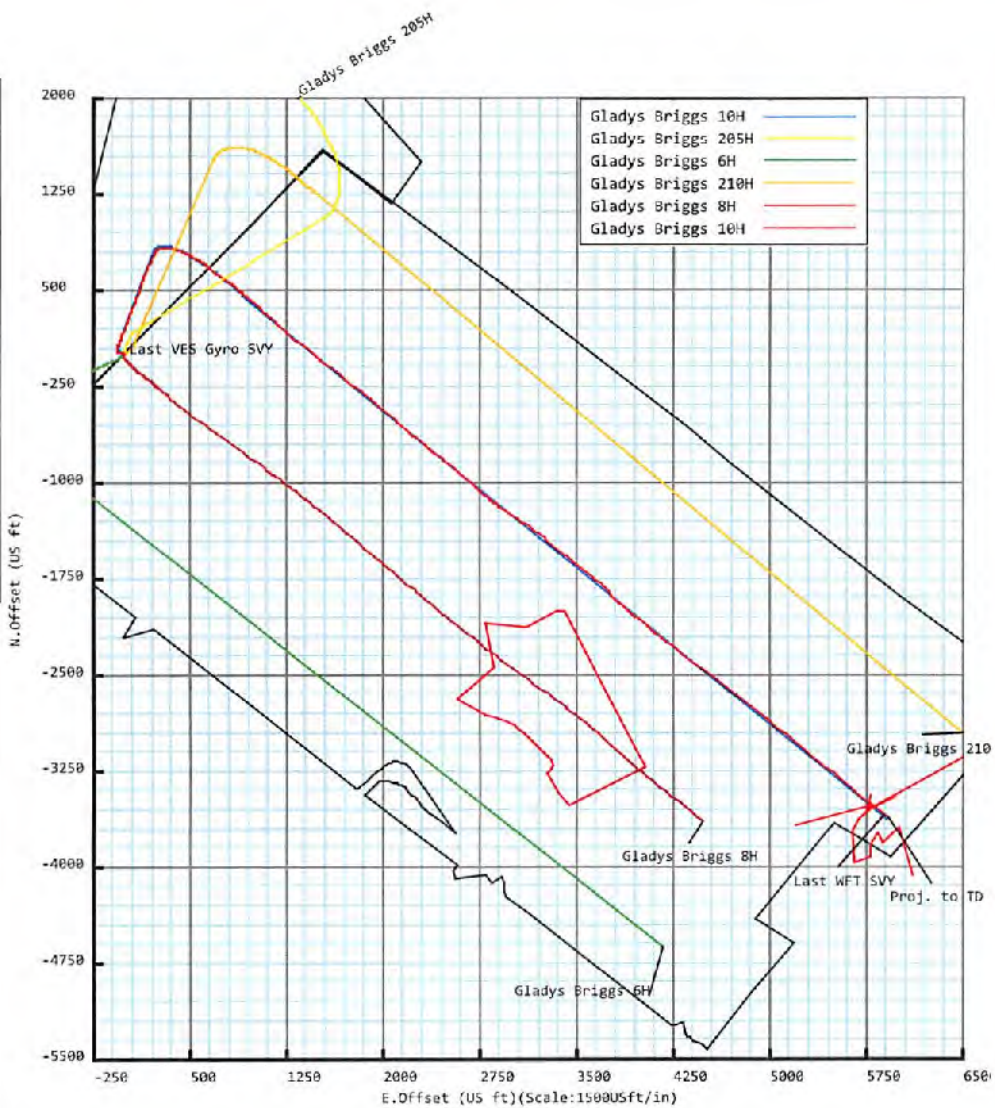 Gladys Briggs 205H
2000
1250
500
-250
-1000
-1750
-2500
-3250
-4000
-4750
-5500
N.Offset (US ft)
Gladys Briggs 10H
Gladys Briggs 205H
Gladys Briggs 6H
Gladys Briggs 210H
Gladys Briggs 8H
Gladys Briggs 10H
Last VES Gyro SVY
Gladys Briggs 210
Gladys Briggs 8H
Last WFT SVY
Proj. to TD
Gladys Briggs 6H
-250 500 1250 2000 2750 3500 4250 5000 5750 650
E.Offset (US ft)(Scale:1500USft/in)